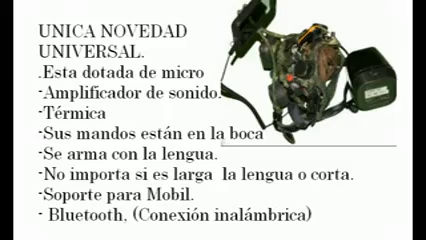 UNICA NOVEDAD
UNIVERSAL.
.Esta dotada de micro
-Amplificador de sonido.
-Térmica
-Sus mandos están en la boca
-Se arma con la lengua.
-No importa si es larga la lengua o corta.
-Soporte para Mobil.
- Bluetooth, (Conexión inalámbrica)